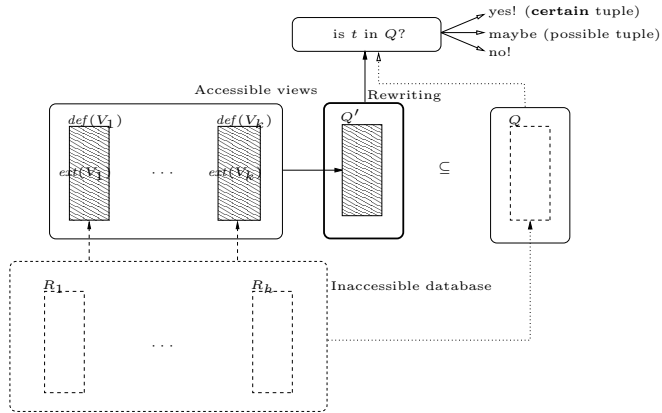 yes! (certain tuple)
is t in Q?
maybe (possible tuple)
no!
Accessible views
Rewriting
def(V1)
def(Vk)
Q′
Q
ext(V1)
. . .
ext(Vk)
⊆
R1
Rh
Inaccessible database
. . .